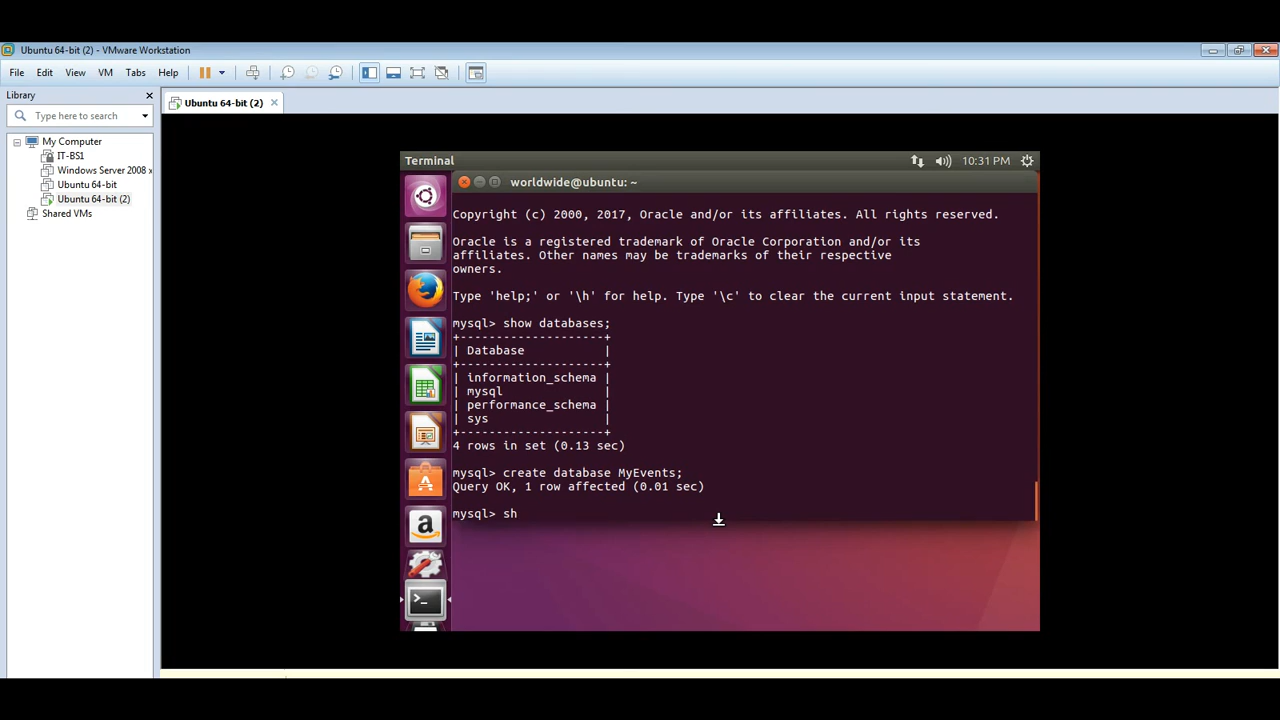 Ubuntu 64-bit (2) - VMware Workstation
File Edit View VM Tabs Help
Library
Type here to search
My Computer
IT-BS1
Windows Server 2008 x
Ubuntu 64-bit
Ubuntu 64-bit (2)
Shared VMs
Ubuntu 64-bit (2)
Terminal 10:31 PM
worldwide@ubuntu: ~
Copyright (c) 2000, 2017, Oracle and/or its affiliates. All rights reserved.
Oracle is a registered trademark of Oracle Corporation and/or its
affiliates. Other names may be trademarks of their respective
owners.
Type 'help;' or '\h' for help. Type '\c' to clear the current input statement.
mysql> show databases;
+--------------------+
| Database           |
+--------------------+
| information_schema |
| mysql              |
| performance_schema |
| sys                |
+--------------------+
4 rows in set (0.13 sec)
mysql> create database MyEvents;
Query OK, 1 row affected (0.01 sec)
mysql> sh